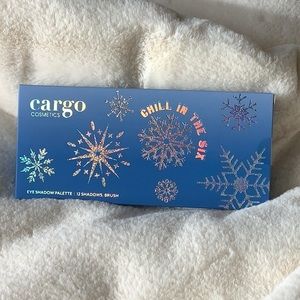 cargo
COSMETICS
CHILL IN THE SIX
EYE SHADOW PALETTE | 12 SHADOWS, BRUSH